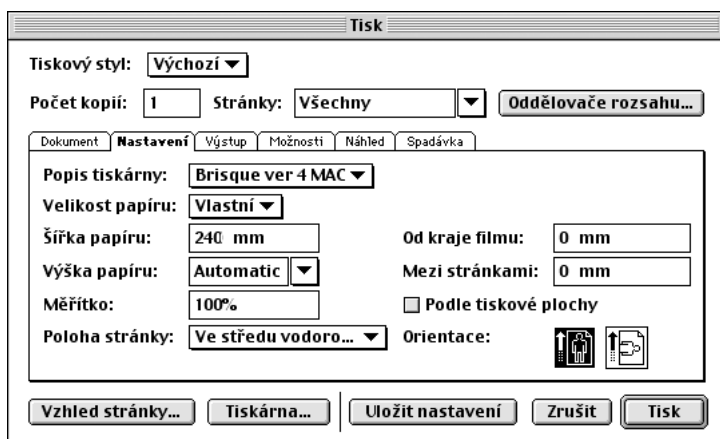 Tisk
Tiskový styl: Výchozí
Počet kopií: 1 Stránky: Všechny Oddělovače rozsahu...
Dokument Nastavení Výstup Možnosti Náhled Spadávka
Popis tiskárny: Brisque ver 4 MAC
Velikost papíru: Vlastní
Šířka papíru: 240 mm Od kraje filmu: 0 mm
Výška papíru: Automatic Mezi stránkami: 0 mm
Měřítko: 100% Podle tiskové plochy
Poloha stránky: Ve středu vodoro... Orientace:
Vzhled stránky... Tiskárna... Uložit nastavení Zrušit Tisk